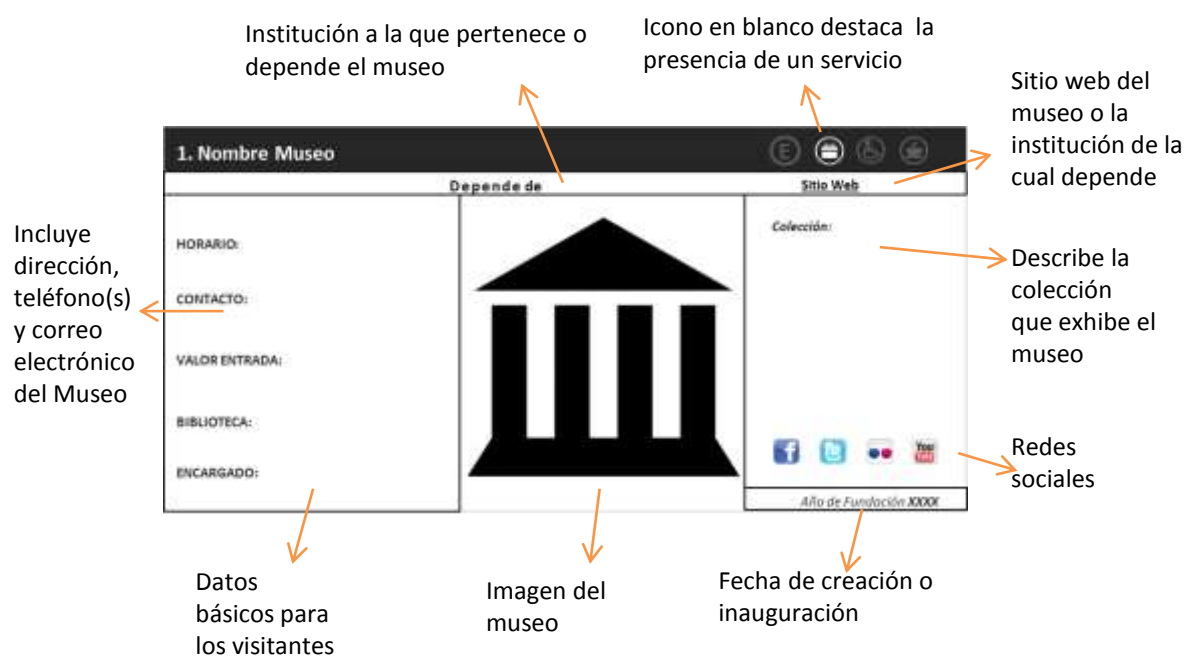 Institución a la que pertenece o
depende el museo
Icono en blanco destaca la
presencia de un servicio
Sitio web del
museo o la
institución de la
cual depende
1. Nombre Museo
E
Depende de
Sitio Web
Incluye
dirección,
teléfono(s)
y correo
electrónico
del Museo
HORARIO:
CONTACTO:
VALOR ENTRADA:
BIBLIOTECA:
ENCARGADO:
Colección:
Describe la
colección
que exhibe el
museo
f
You
Redes
sociales
Año de Fundación XXXX
Datos
básicos para
los visitantes
Imagen del
museo
Fecha de creación o
inauguración